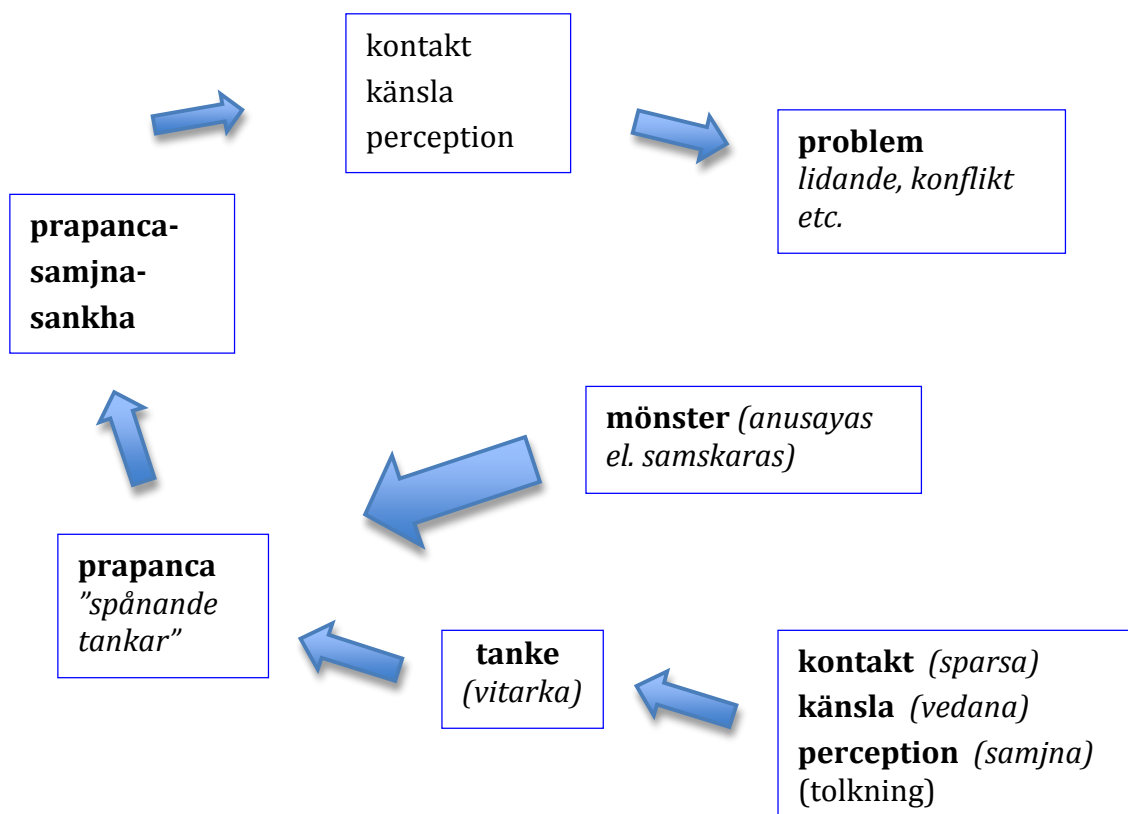 kontakt
känsla
perception
problem
lidande, konflikt
etc.
prapanca-
samjna-
sankha
mönster (anusayas
el. samskaras)
prapanca
”spånande
tankar”
tanke
(vitarka)
kontakt (sparsa)
känsla (vedana)
perception (samjna)
(tolkning)